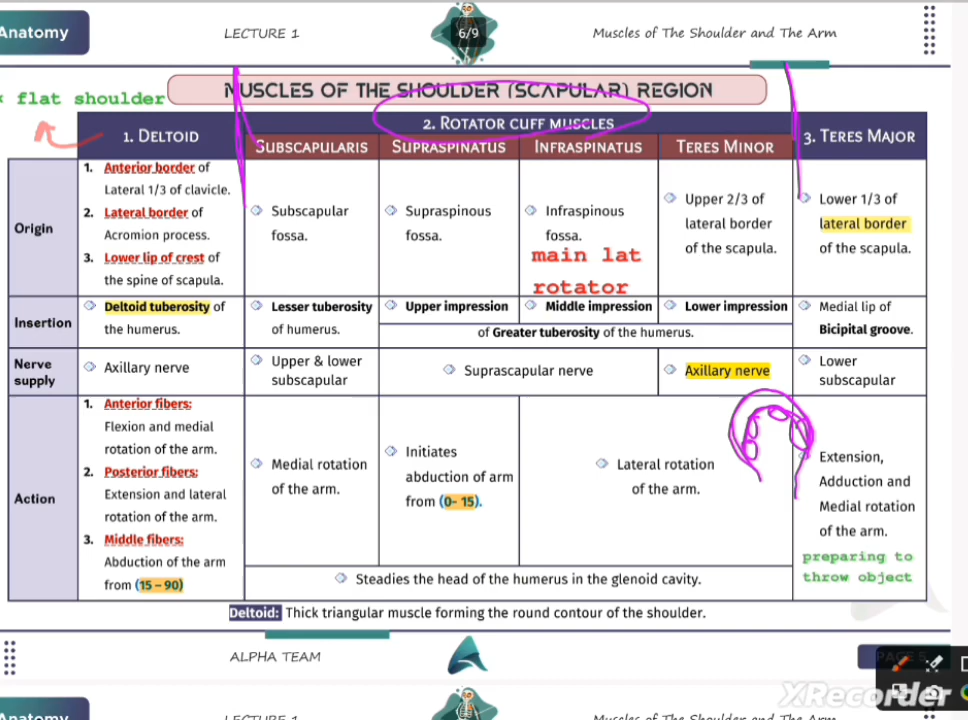 Anatomy
LECTURE 1
6/9
Muscles of The Shoulder and The Arm
MUSCLES OF THE SHOULDER (SCAPULAR) REGION
flat shoulder
1. DELTOID
2. ROTATOR CUFF MUSCLES
3. TERES MAJOR
SUBSCAPULARIS
SUPRASPINATUS
INFRASPINATUS
TERES MINOR
Origin
1. Anterior border of
Lateral 1/3 of clavicle.
2. Lateral border of
Acromion process.
3. Lower lip of crest of
the spine of scapula.
Subscapular
fossa.
Supraspinous
fossa.
Infraspinous
fossa.
main lat
rotator
Upper 2/3 of
lateral border
of the scapula.
Lower 1/3 of
lateral border
of the scapula.
Insertion
Deltoid tuberosity of
the humerus.
Lesser tuberosity
of humerus.
Upper impression
Middle impression
Lower impression
of Greater tuberosity of the humerus.
Medial lip of
Bicipital groove.
Nerve
supply
Axillary nerve
Upper & lower
subscapular
Suprascapular nerve
Axillary nerve
Lower
subscapular
Action
1. Anterior fibers:
Flexion and medial
rotation of the arm.
2. Posterior fibers:
Extension and lateral
rotation of the arm.
3. Middle fibers:
Abduction of the arm
from (15 – 90)
Medial rotation
of the arm.
Initiates
abduction of arm
from (0- 15).
Lateral rotation
of the arm.
Extension,
Adduction and
Medial rotation
of the arm.
preparing to
throw object
Steadies the head of the humerus in the glenoid cavity.
Deltoid: Thick triangular muscle forming the round contour of the shoulder.
ALPHA TEAM
PAGE 5
XRecorder
Anatomy
LECTURE 1
Muscles of The Shoulder and The Arm